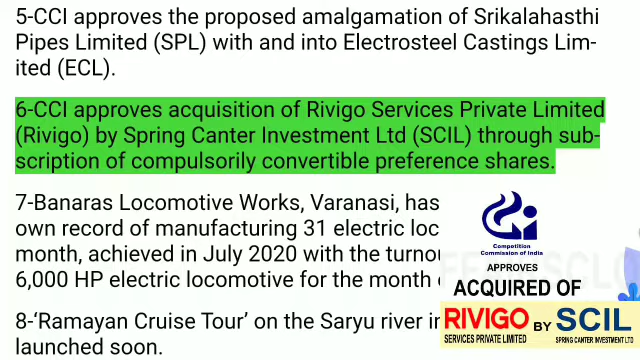 5-CCI approves the proposed amalgamation of Srikalahasthi
Pipes Limited (SPL) with and into Electrosteel Castings Lim-
ited (ECL).
6-CCI approves acquisition of Rivigo Services Private Limited
(Rivigo) by Spring Canter Investment Ltd (SCIL) through sub-
scription of compulsorily convertible preference shares.
7-Banaras Locomotive Works, Varanasi, has
own record of manufacturing 31 electric loc
month, achieved in July 2020 with the turno
6,000 HP electric locomotive for the month
8-‘Ramayan Cruise Tour’ on the Saryu river in
launched soon.
Competition
Commission of India
APPROVES
ACQUIRED OF
RIVIGO BY SCIL
SERVICES PRIVATE LIMITED SPRING CANTER INVESTMENT LTD